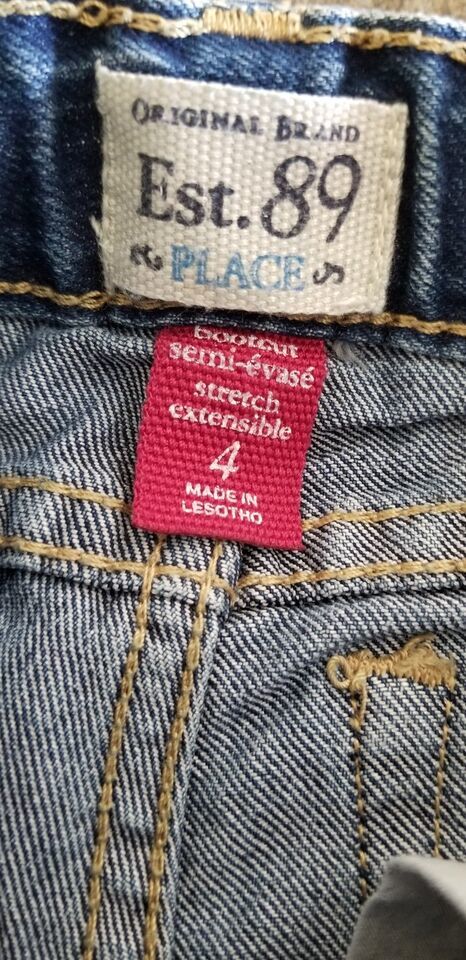 ORIGINAL BRAND
Est. 89
PLACE
bootcut
semi-évasé
stretch
extensible
4
MADE IN
LESOTHO